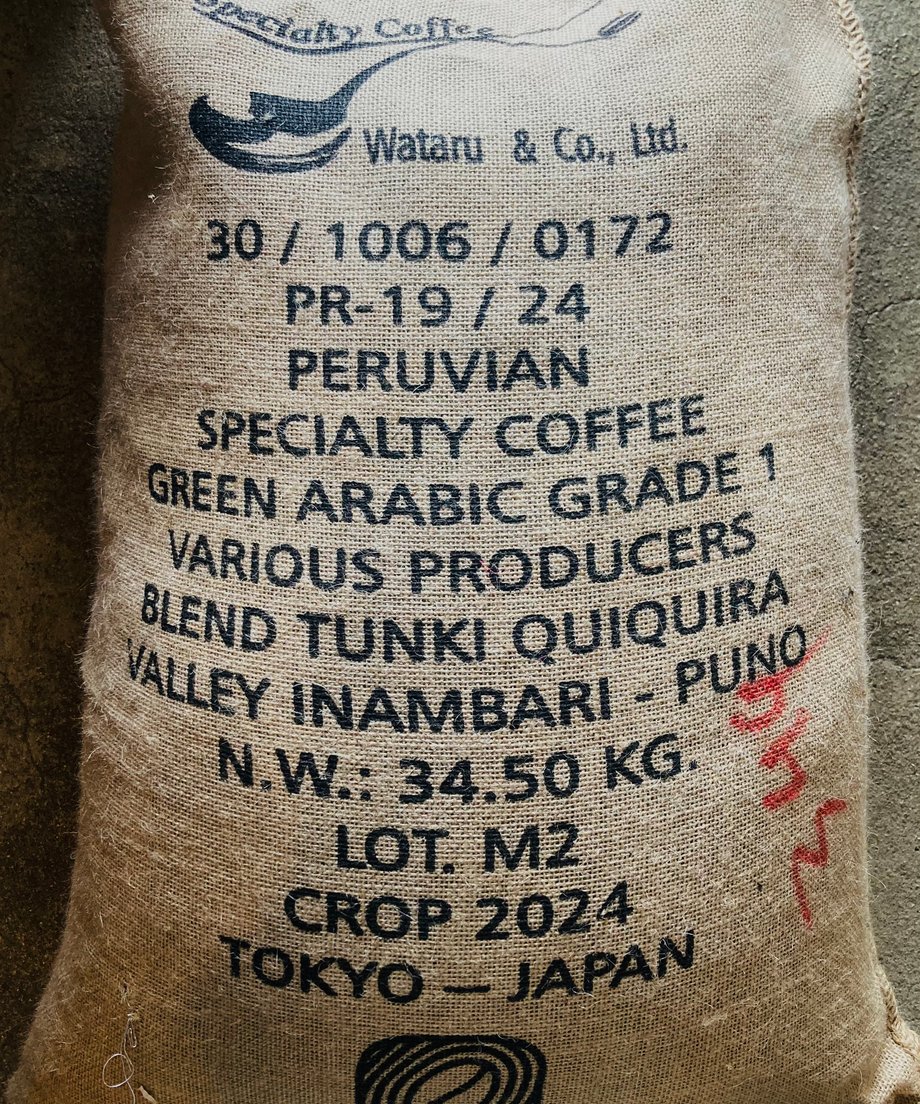 Specialty Coffee
Wataru & Co., Ltd.
30 / 1006 / 0172
PR-19 / 24
PERUVIAN
SPECIALTY COFFEE
GREEN ARABIC GRADE 1
VARIOUS PRODUCERS
BLEND TUNKI QUIQUIRA
VALLEY INAMBARI - PUNO
N.W.: 34.50 KG.
LOT. M2
CROP 2024
TOKYO — JAPAN